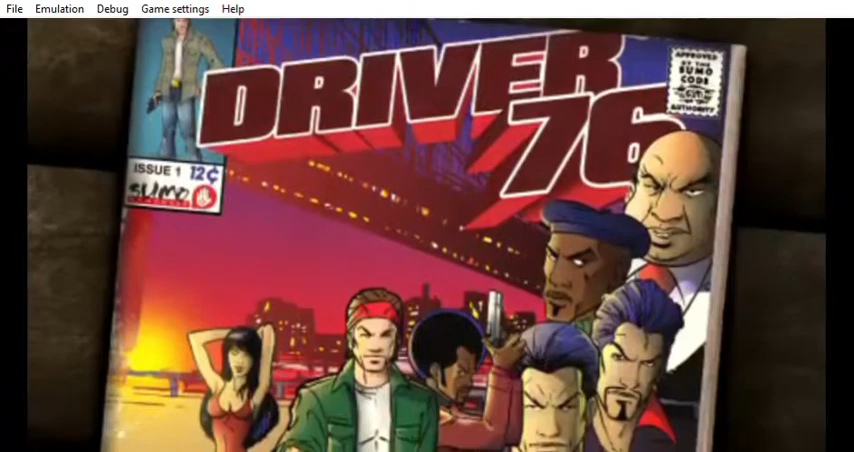 File Emulation Debug Game settings Help
DRIVER
76
APPROVED
BY THE
SUMO
CODE
AUTHORITY
ISSUE 1 12¢
SUMO